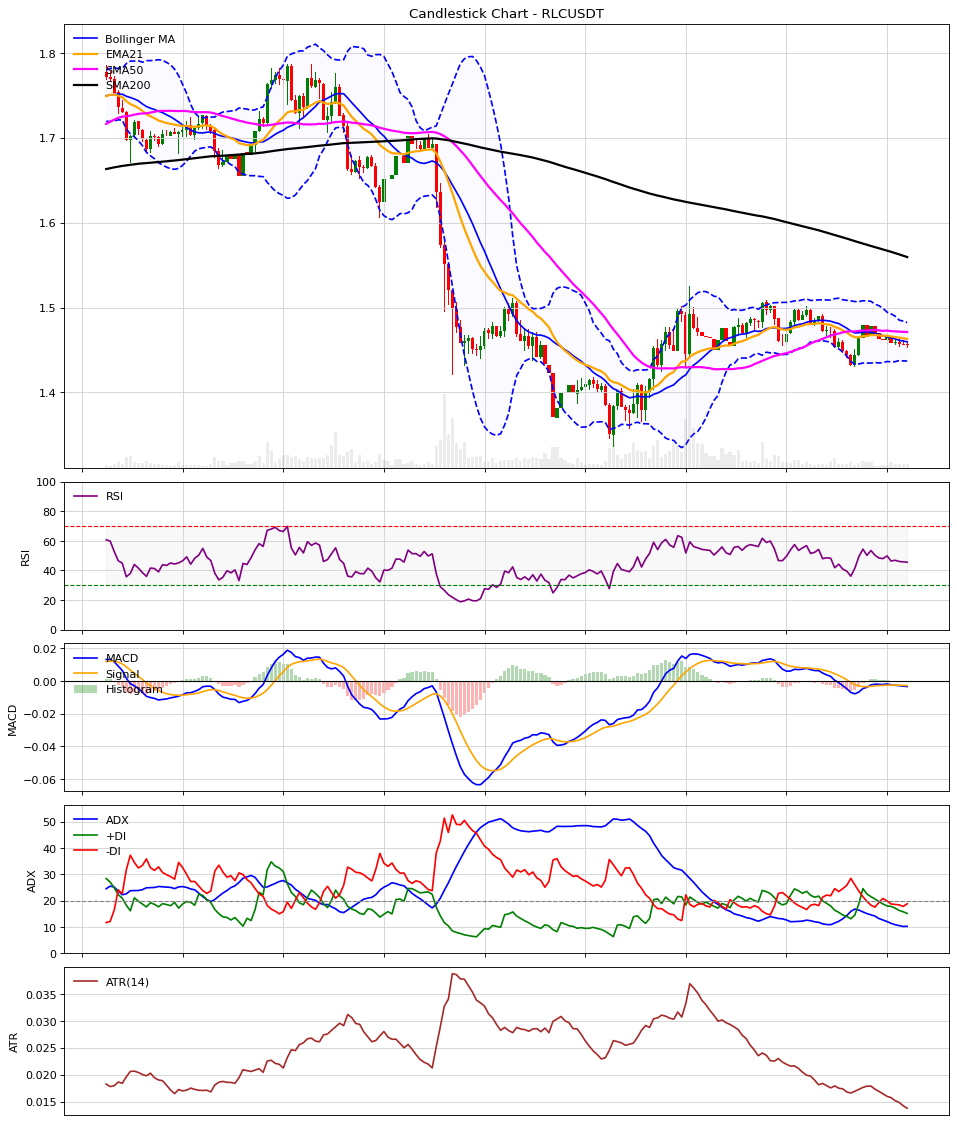 Candlestick Chart - RLCUSDT
Bollinger MA
EMA21
SMA50
SMA200
1.8
1.7
1.6
1.5
1.4
100
80
60
40
20
0
RSI
RSI
0.02
0.00
−0.02
−0.04
−0.06
MACD
MACD
Signal
Histogram
50
40
30
20
10
0
ADX
ADX
+DI
-DI
0.035
0.030
0.025
0.020
0.015
ATR
ATR(14)